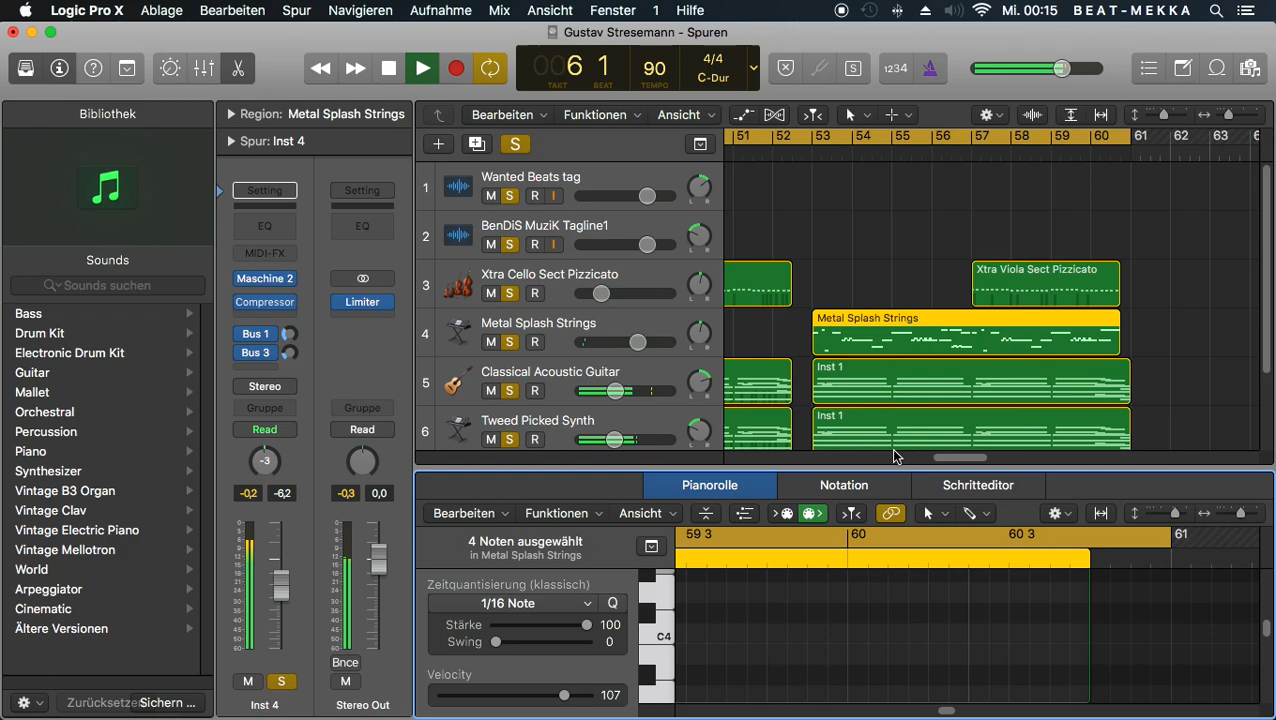 Logic Pro X Ablage Bearbeiten Spur Navigieren Aufnahme Mix Ansicht Fenster 1 Hilfe Mi. 00:15 BEAT-MEKKA
Gustav Stresemann - Spuren
006 1 90 4/4
TAKT BEAT TEMPO C-Dur
1234
Bibliothek
Region: Metal Splash Strings
Spur: Inst 4
Bearbeiten Funktionen Ansicht
S
51 52 53 54 55 56 57 58 59 60 61 62 63
Sounds
Sounds suchen
Bass
Drum Kit
Electronic Drum Kit
Guitar
Mallet
Orchestral
Percussion
Piano
Synthesizer
Vintage B3 Organ
Vintage Clav
Vintage Electric Piano
Vintage Mellotron
World
Arpeggiator
Cinematic
Ältere Versionen
Zurücksetzen Sichern ...
Setting Setting
EQ EQ
MIDI-FX
Maschine 2
Compressor Limiter
Bus 1
Bus 3
Stereo
Gruppe Gruppe
Read Read
-3
-0,2 -6,2 -0,3 0,0
Bnce
M S M
Inst 4 Stereo Out
1 Wanted Beats tag
M S R I L R
2 BenDiS MuziK Tagline1
M S R I L R
3 Xtra Cello Sect Pizzicato
M S R L R
4 Metal Splash Strings
M S R L R
5 Classical Acoustic Guitar
M S R L R
6 Tweed Picked Synth
M S R L R
Xtra Viola Sect Pizzicato
Metal Splash Strings
Inst 1
Inst 1
Pianorolle Notation Schritteditor
Bearbeiten Funktionen Ansicht
4 Noten ausgewählt
in Metal Splash Strings
Zeitquantisierung (klassisch)
1/16 Note Q
Stärke 100
Swing 0
Velocity
107
59 3 60 60 3 61
C4